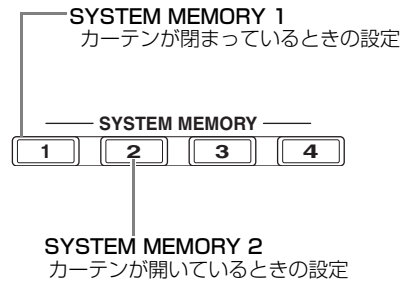 SYSTEM MEMORY 1
カーテンが閉まっているときの設定
SYSTEM MEMORY
1 2 3 4
SYSTEM MEMORY 2
カーテンが開いているときの設定